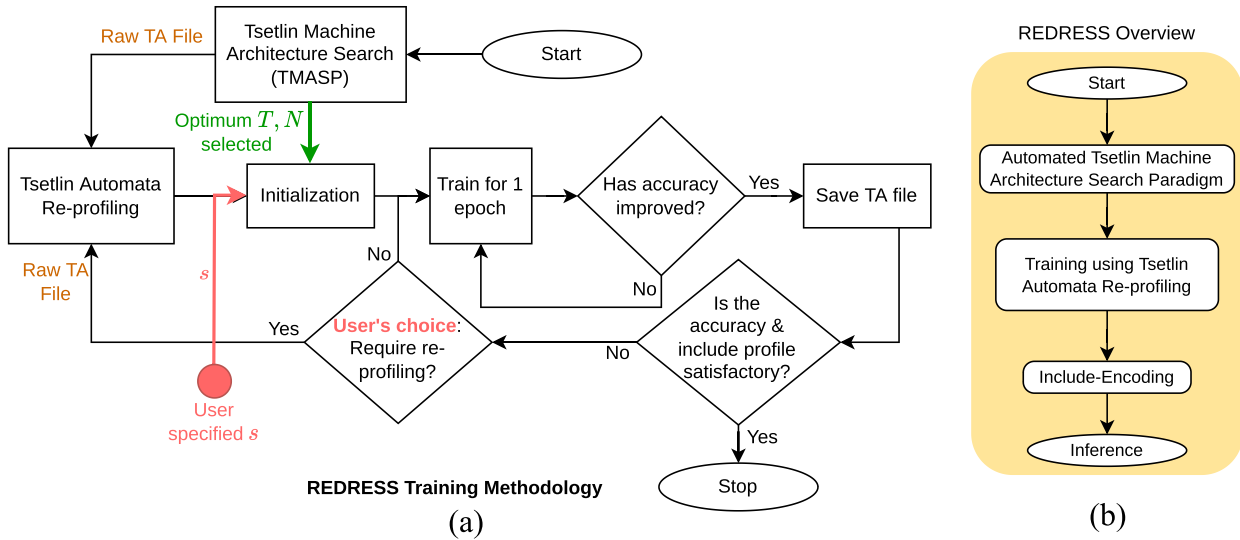 Raw TA File
Tsetlin Machine
Architecture Search
(TMASP)
Start
Optimum T, N
selected
Tsetlin Automata
Re-profiling
Initialization
Train for 1
epoch
Has accuracy
improved?
Yes
Save TA file
No
No
Raw TA
File
s
Yes
User's choice:
Require re-
profiling?
No
Is the
accuracy &
include profile
satisfactory?
User
specified s
Yes
Stop
REDRESS Training Methodology
(a)
REDRESS Overview
Start
Automated Tsetlin Machine
Architecture Search Paradigm
Training using Tsetlin
Automata Re-profiling
Include-Encoding
Inference
(b)